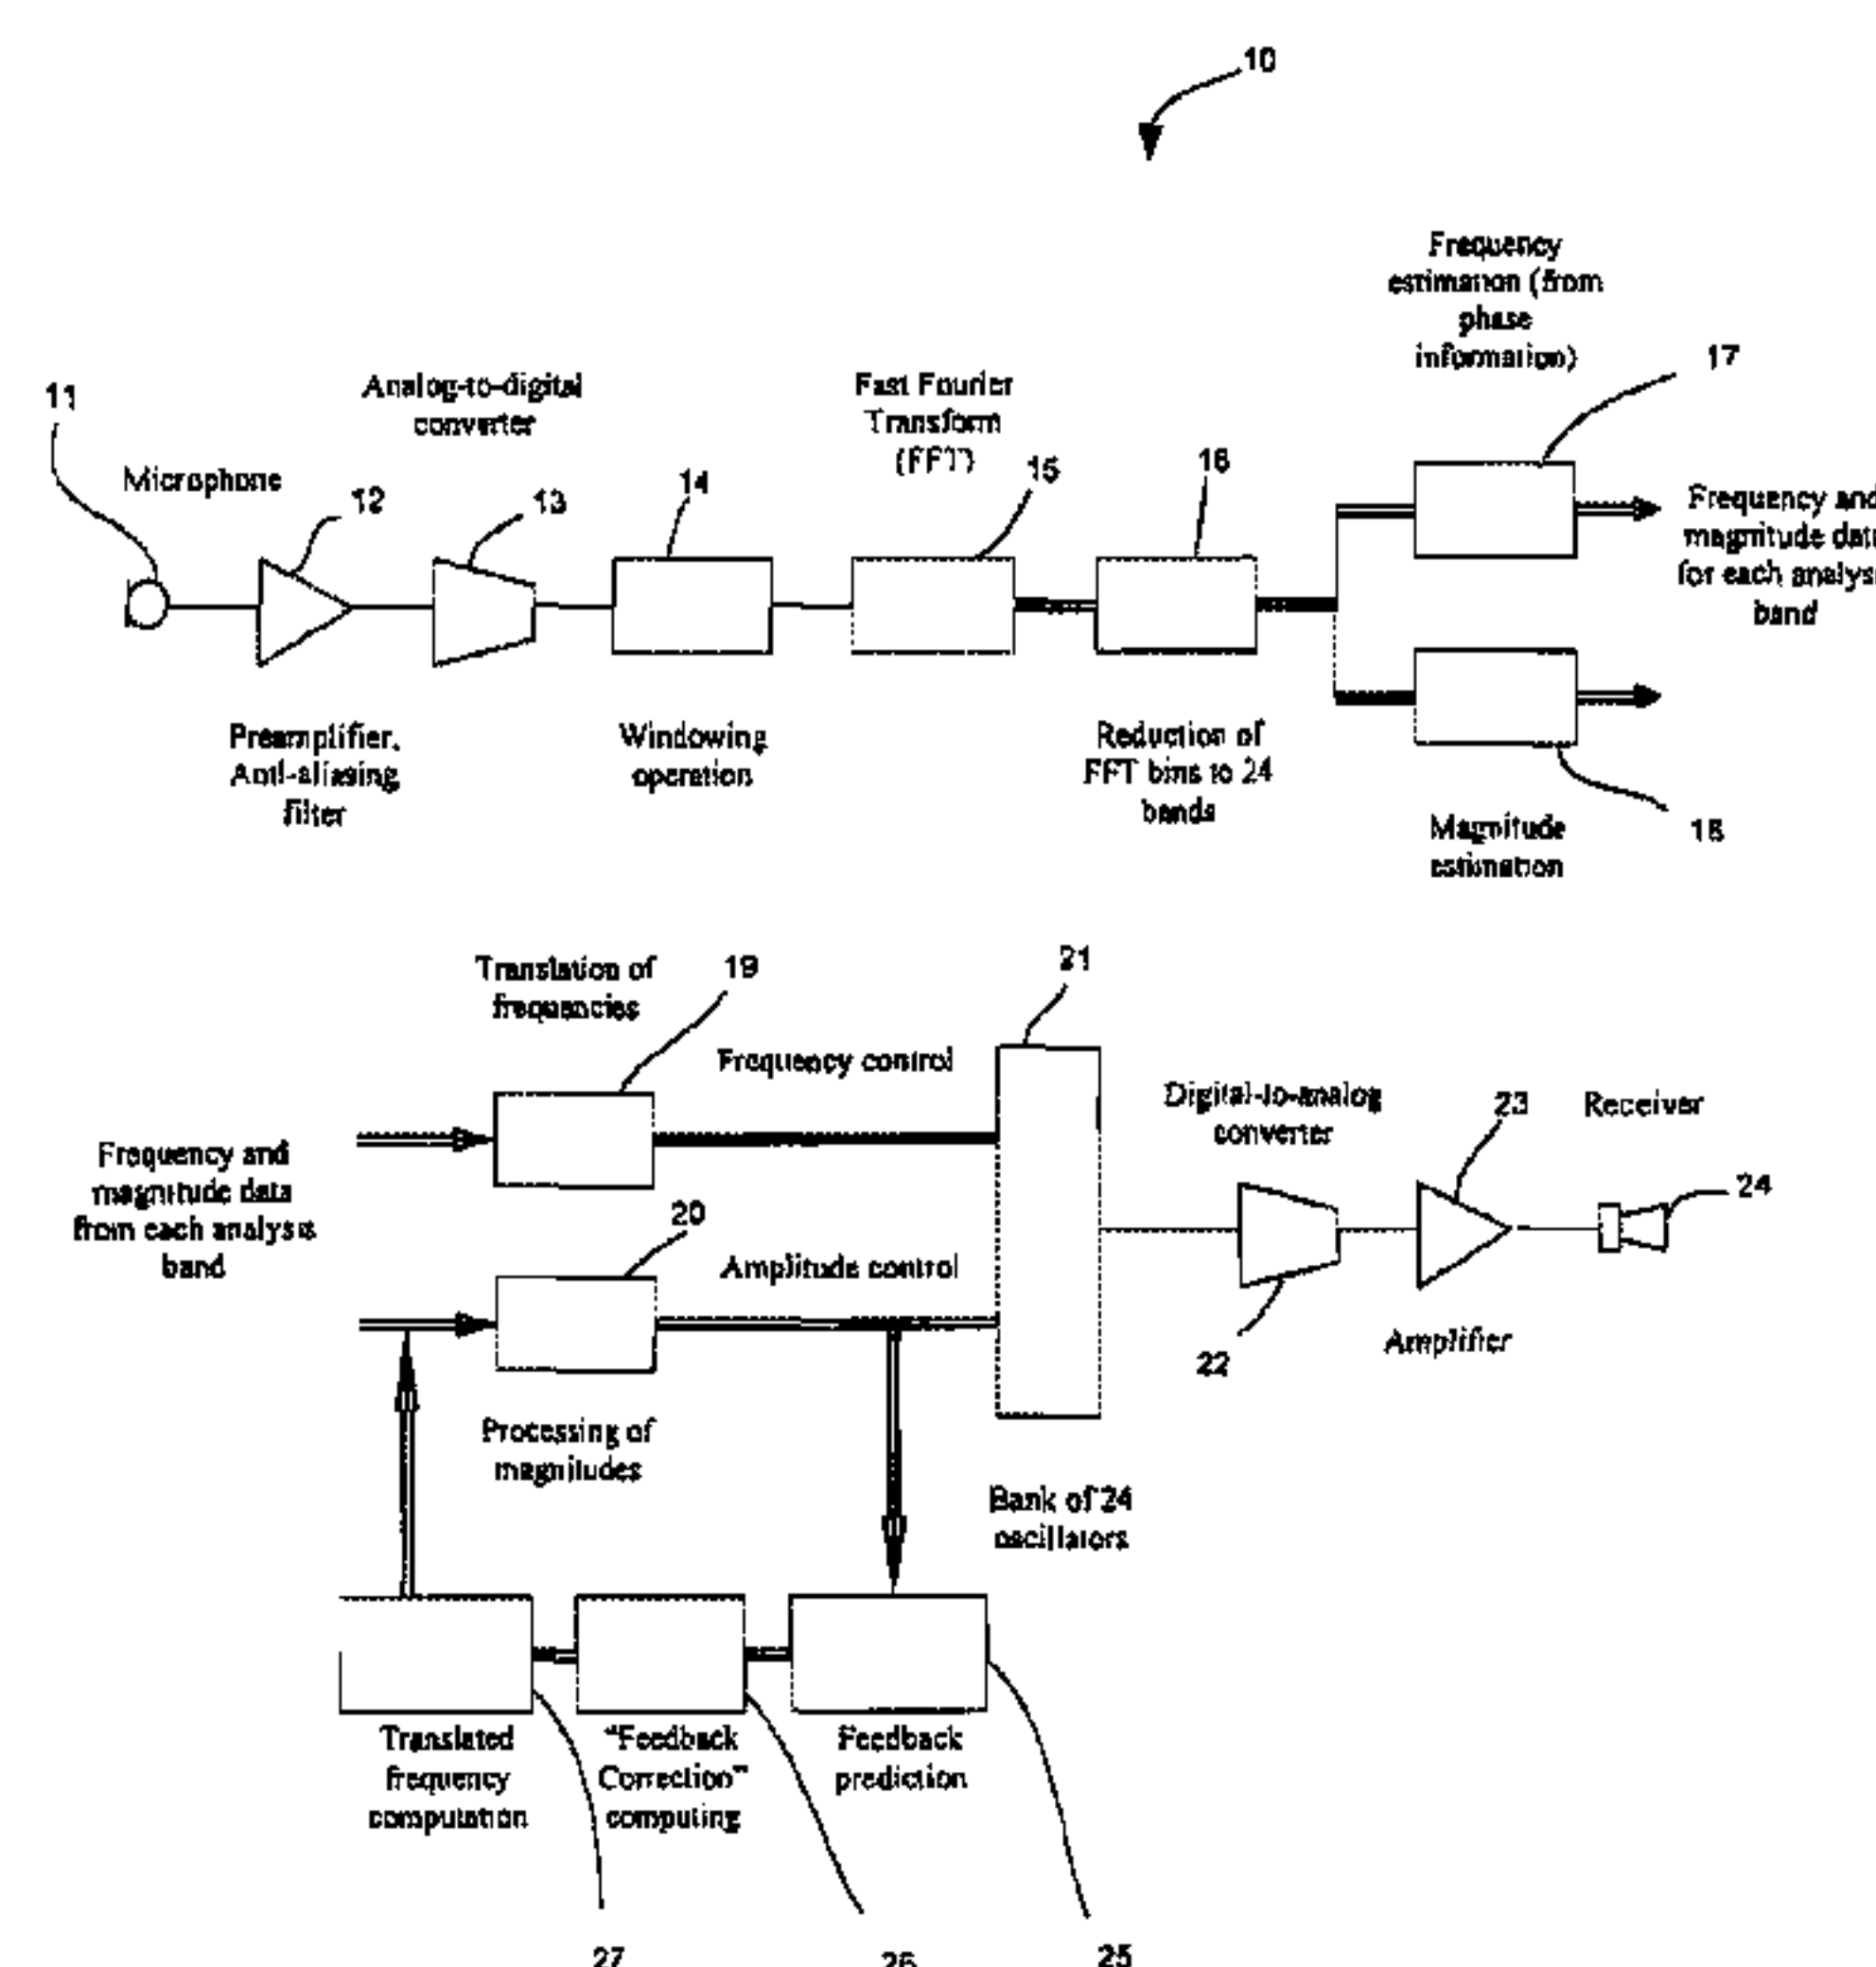 10
Frequency
estimation (from
phase
information)
17
11
Analog-to-digital
converter
Fast Fourier
Transform
(FFT)
Microphone
12
13
14
15
16
Frequency and
magnitude data
for each analysis
band
Preamplifier,
Anti-aliasing
filter
Windowing
operation
Reduction of
FFT bins to 24
bands
Magnitude
estimation
18
Translation of
frequencies
19
21
Frequency control
Digital-to-analog
converter
23
Receiver
24
Frequency and
magnitude data
from each analysis
band
20
Amplitude control
22
Amplifier
Processing of
magnitudes
Bank of 24
oscillators
Translated
frequency
computation
"Feedback
Correction"
computing
Feedback
prediction
27
26
25